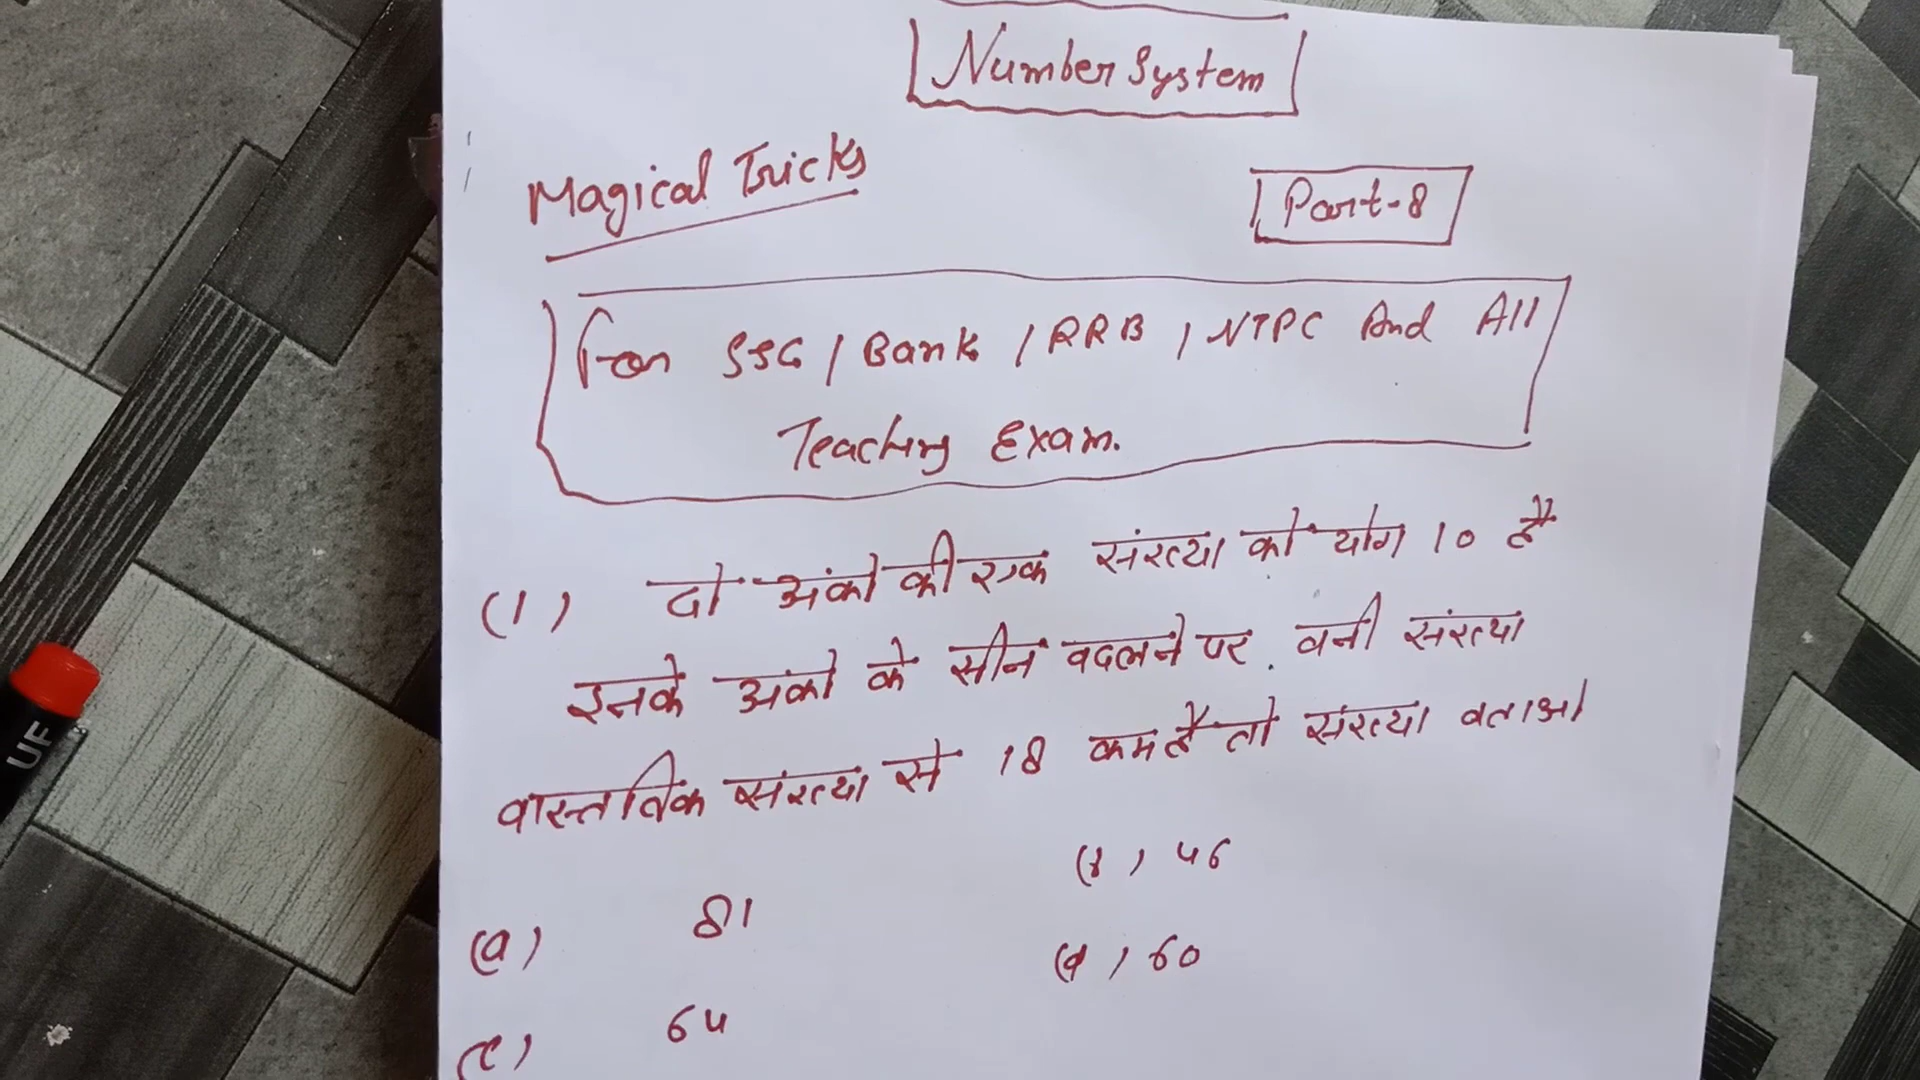 Number System
Magical Tricks
Part-8
For SSC / Bank / RRB / NTPC And All
Teaching Exam.
(1) दो अंको की एक संख्या को योग 10 है
इनके अंको के सीन बदलने पर बनी संख्या
वास्तविक संख्या से 18 कम है तो संख्या बताओ
(a) 81
(b) 46
(c) 64
(d) 60
UF